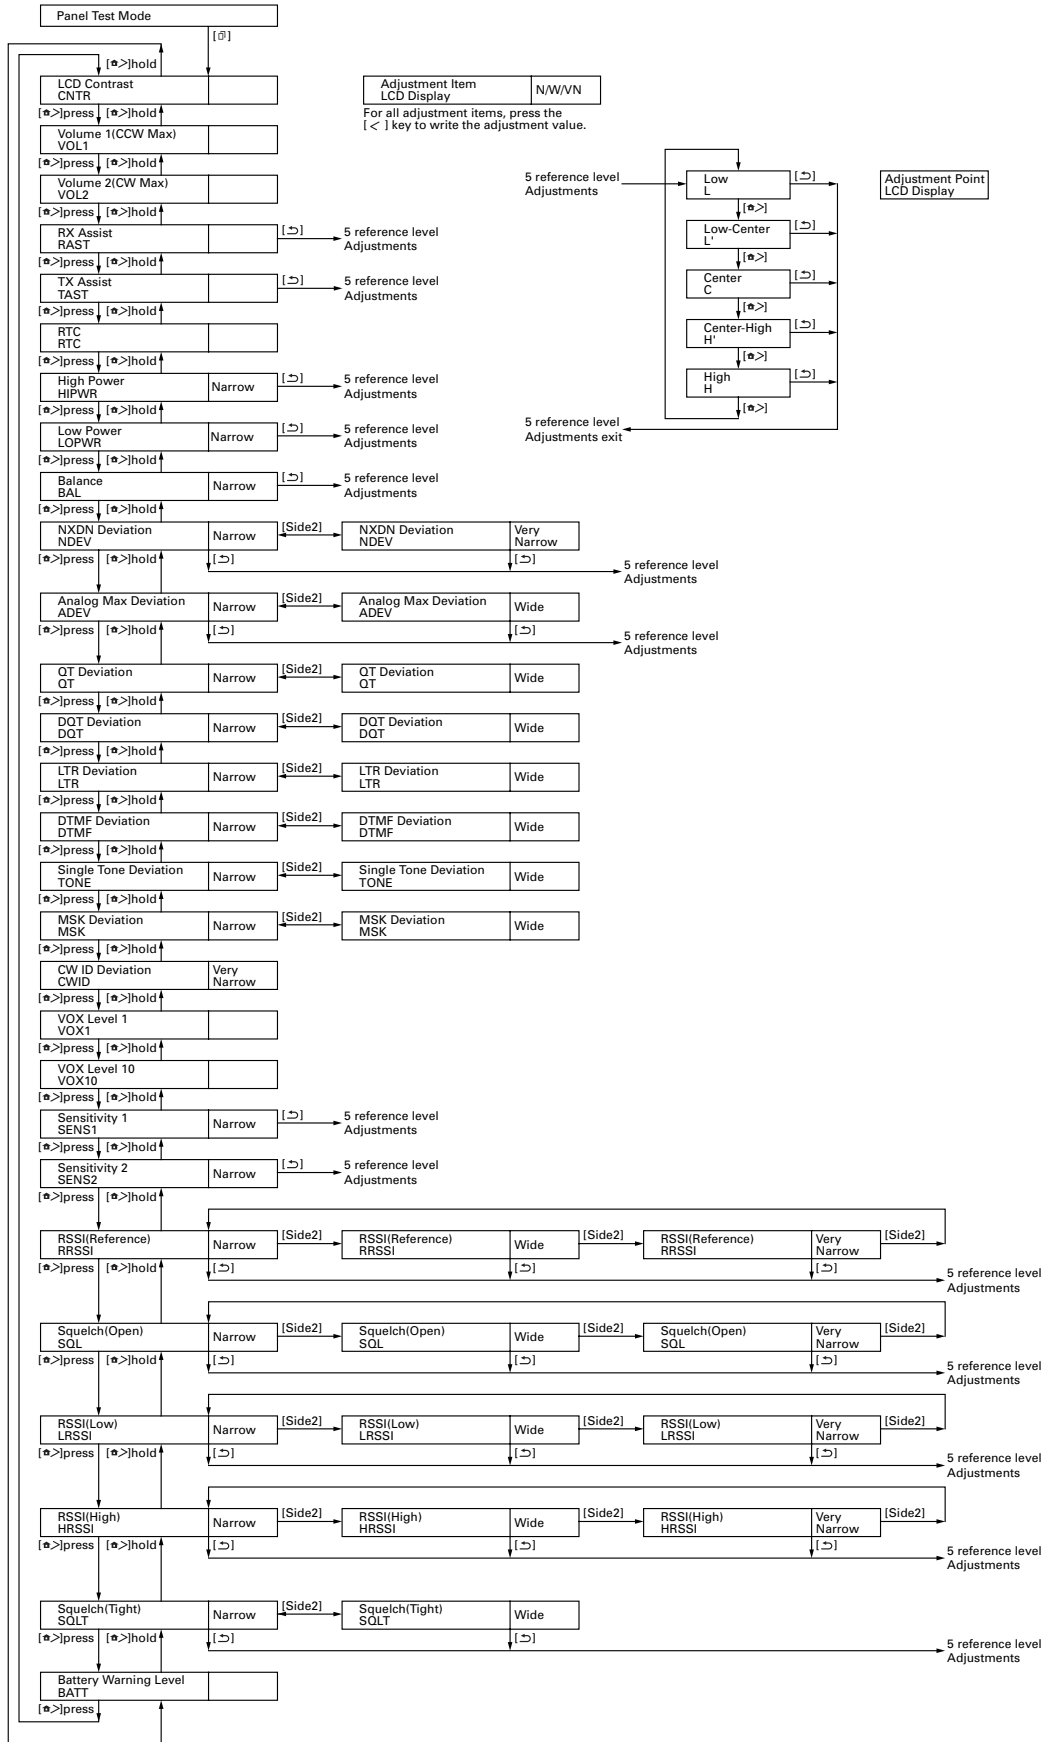 Panel Test Mode
[🗇]
[🏠>]hold
LCD Contrast
CNTR
Adjustment Item
LCD Display
N/W/VN
For all adjustment items, press the
[ < ] key to write the adjustment value.
[🏠>]press [🏠>]hold
Volume 1(CCW Max)
VOL1
[🏠>]press [🏠>]hold
Volume 2(CW Max)
VOL2
[🏠>]press [🏠>]hold
RX Assist
RAST
[⮌]
5 reference level
Adjustments
[🏠>]press [🏠>]hold
TX Assist
TAST
[⮌]
5 reference level
Adjustments
[🏠>]press [🏠>]hold
RTC
RTC
[🏠>]press [🏠>]hold
High Power
HIPWR
Narrow
[⮌]
5 reference level
Adjustments
[🏠>]press [🏠>]hold
Low Power
LOPWR
Narrow
[⮌]
5 reference level
Adjustments
[🏠>]press [🏠>]hold
Balance
BAL
Narrow
[⮌]
5 reference level
Adjustments
[🏠>]press [🏠>]hold
5 reference level
Adjustments
Low
L
[⮌]
[🏠>]
Low-Center
L'
[⮌]
[🏠>]
Center
C
[⮌]
[🏠>]
Center-High
H'
[⮌]
[🏠>]
High
H
[⮌]
[🏠>]
5 reference level
Adjustments exit
Adjustment Point
LCD Display
NXDN Deviation
NDEV
Narrow
[Side2]
NXDN Deviation
NDEV
Very
Narrow
[🏠>]press [🏠>]hold
[⮌]
[⮌]
5 reference level
Adjustments
Analog Max Deviation
ADEV
Narrow
[Side2]
Analog Max Deviation
ADEV
Wide
[🏠>]press [🏠>]hold
[⮌]
[⮌]
5 reference level
Adjustments
QT Deviation
QT
Narrow
[Side2]
QT Deviation
QT
Wide
[🏠>]press [🏠>]hold
DQT Deviation
DQT
Narrow
[Side2]
DQT Deviation
DQT
Wide
[🏠>]press [🏠>]hold
LTR Deviation
LTR
Narrow
[Side2]
LTR Deviation
LTR
Wide
[🏠>]press [🏠>]hold
DTMF Deviation
DTMF
Narrow
[Side2]
DTMF Deviation
DTMF
Wide
[🏠>]press [🏠>]hold
Single Tone Deviation
TONE
Narrow
[Side2]
Single Tone Deviation
TONE
Wide
[🏠>]press [🏠>]hold
MSK Deviation
MSK
Narrow
[Side2]
MSK Deviation
MSK
Wide
[🏠>]press [🏠>]hold
CW ID Deviation
CWID
Very
Narrow
[🏠>]press [🏠>]hold
VOX Level 1
VOX1
[🏠>]press [🏠>]hold
VOX Level 10
VOX10
[🏠>]press [🏠>]hold
Sensitivity 1
SENS1
Narrow
[⮌]
5 reference level
Adjustments
[🏠>]press [🏠>]hold
Sensitivity 2
SENS2
Narrow
[⮌]
5 reference level
Adjustments
[🏠>]press [🏠>]hold
RSSI(Reference)
RRSSI
Narrow
[Side2]
RSSI(Reference)
RRSSI
Wide
[Side2]
RSSI(Reference)
RRSSI
Very
Narrow
[Side2]
[🏠>]press [🏠>]hold
[⮌]
[⮌]
[⮌]
5 reference level
Adjustments
Squelch(Open)
SQL
Narrow
[Side2]
Squelch(Open)
SQL
Wide
[Side2]
Squelch(Open)
SQL
Very
Narrow
[Side2]
[🏠>]press [🏠>]hold
[⮌]
[⮌]
[⮌]
5 reference level
Adjustments
RSSI(Low)
LRSSI
Narrow
[Side2]
RSSI(Low)
LRSSI
Wide
[Side2]
RSSI(Low)
LRSSI
Very
Narrow
[Side2]
[🏠>]press [🏠>]hold
[⮌]
[⮌]
[⮌]
5 reference level
Adjustments
RSSI(High)
HRSSI
Narrow
[Side2]
RSSI(High)
HRSSI
Wide
[Side2]
RSSI(High)
HRSSI
Very
Narrow
[Side2]
[🏠>]press [🏠>]hold
[⮌]
[⮌]
[⮌]
5 reference level
Adjustments
Squelch(Tight)
SQLT
Narrow
[Side2]
Squelch(Tight)
SQLT
Wide
[🏠>]press [🏠>]hold
[⮌]
[⮌]
5 reference level
Adjustments
Battery Warning Level
BATT
[🏠>]press